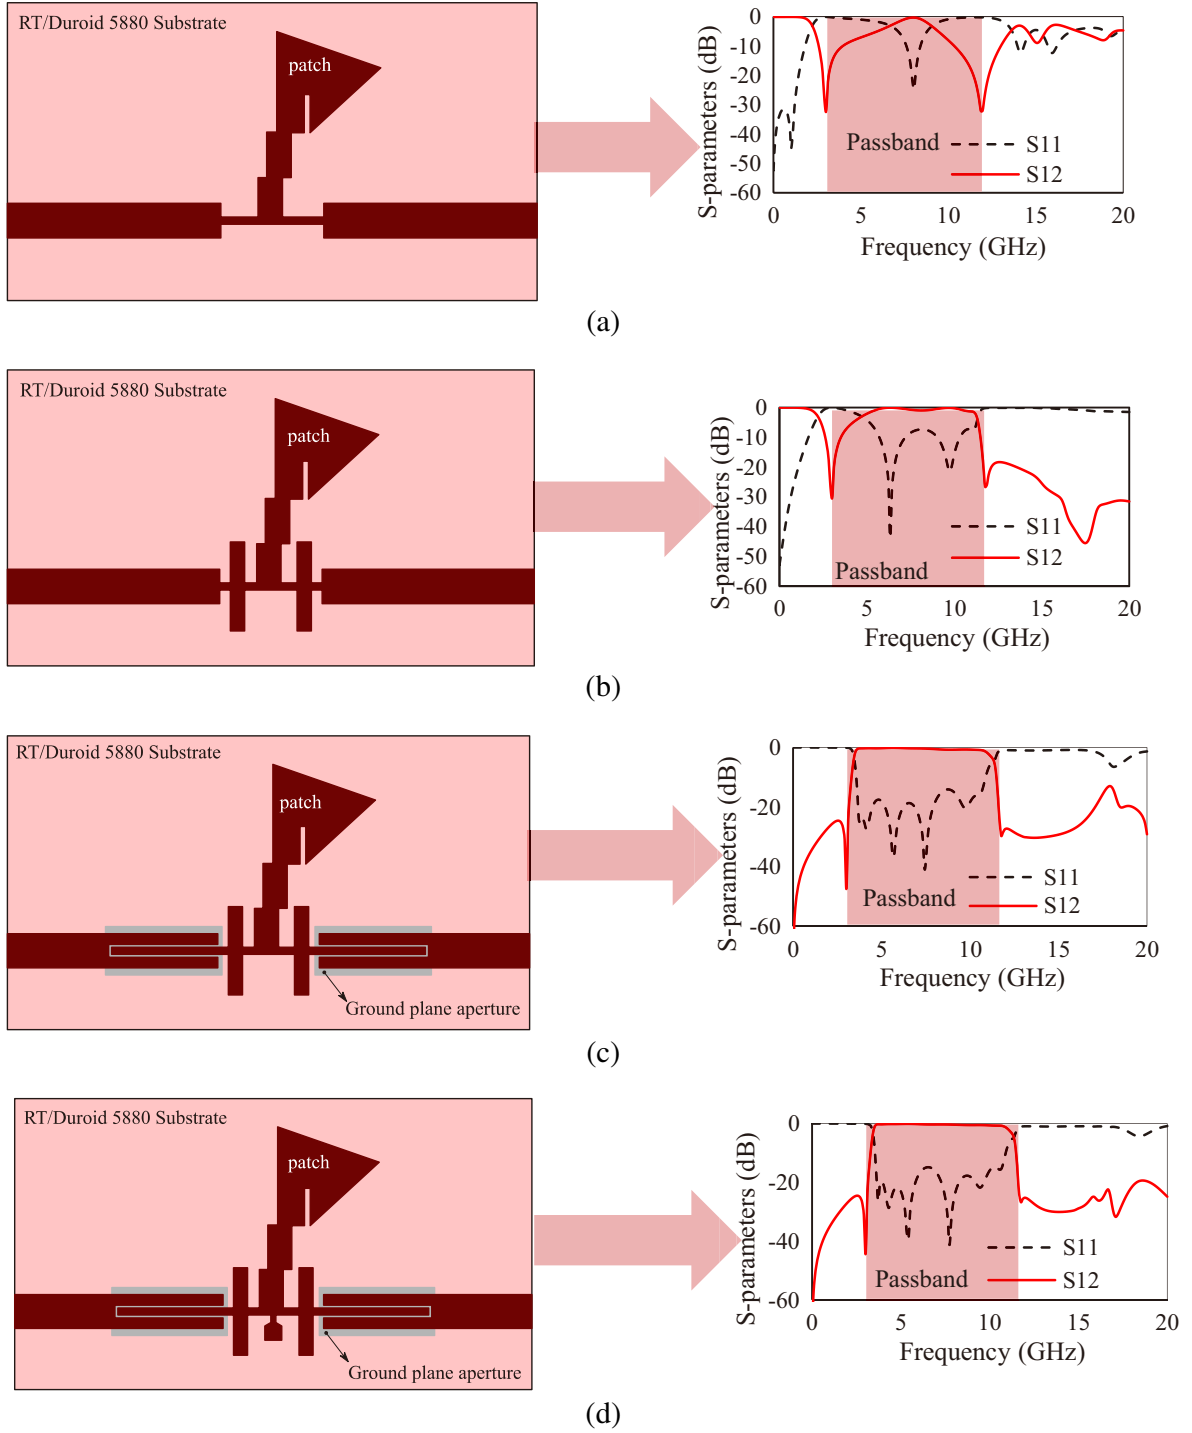 RT/Duroid 5880 Substrate
patch
S-parameters (dB)
0
-10
-20
-30
-40
-50
-60
Passband
S11
S12
0
5
10
15
20
Frequency (GHz)
(a)
RT/Duroid 5880 Substrate
patch
S-parameters (dB)
0
-10
-20
-30
-40
-50
-60
S11
S12
Passband
0
5
10
15
20
Frequency (GHz)
(b)
RT/Duroid 5880 Substrate
patch
Ground plane aperture
S-parameters (dB)
0
-20
-40
-60
S11
Passband
S12
0
5
10
15
20
Frequency (GHz)
(c)
RT/Duroid 5880 Substrate
patch
Ground plane aperture
S-parameters (dB)
0
-20
-40
-60
S11
Passband
S12
0
5
10
15
20
Frequency (GHz)
(d)